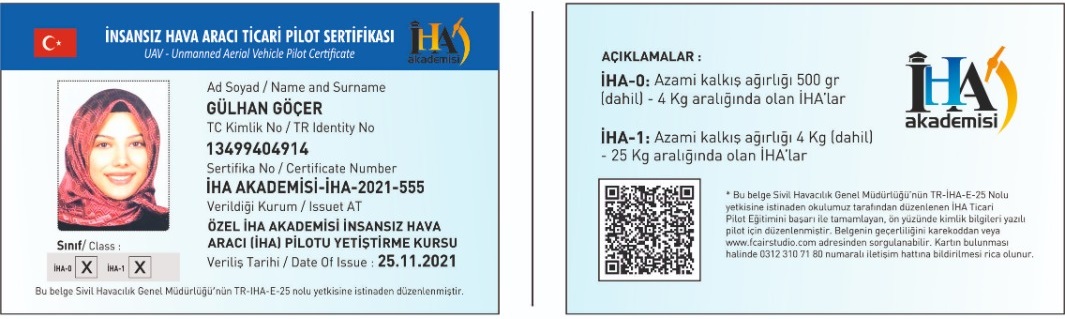 İNSANSIZ HAVA ARACI TİCARİ PİLOT SERTİFİKASI
UAV - Unmanned Aerial Vehicle Pilot Certificate
İHA
akademisi
Ad Soyad / Name and Surname
GÜLHAN GÖÇER
TC Kimlik No / TR Identity No
13499404914
Sertifika No / Certificate Number
İHA AKADEMİSİ-İHA-2021-555
Verildiği Kurum / Issuet AT
ÖZEL İHA AKADEMİSİ İNSANSIZ HAVA
ARACI (İHA) PİLOTU YETİŞTİRME KURSU
Veriliş Tarihi / Date Of Issue : 25.11.2021
Sınıf/ Class :
İHA-0 X İHA-1 X
Bu belge Sivil Havacılık Genel Müdürlüğü'nün TR-IHA-E-25 nolu yetkisine istinaden düzenlenmiştir.
AÇIKLAMALAR :
İHA-0: Azami kalkış ağırlığı 500 gr
(dahil) - 4 Kg aralığında olan İHA'lar
İHA-1: Azami kalkış ağırlığı 4 Kg (dahil)
- 25 Kg aralığında olan İHA'lar
İHA
akademisi
* Bu belge Sivil Havacılık Genel Müdürlüğü'nün TR-İHA-E-25 Nolu
yetkisine istinaden okulumuz tarafından düzenlenen İHA Ticari
Pilot Eğitimini başarı ile tamamlayan, ön yüzünde kimlik bilgileri yazılı
pilot için düzenlenmiştir. Belgenin geçerliliğini karekoddan veya
www.fcairstudio.com adresinden sorgulanabilir. Kartın bulunması
halinde 0312 310 71 80 numaralı iletişim hattına bildirilmesi rica olunur.